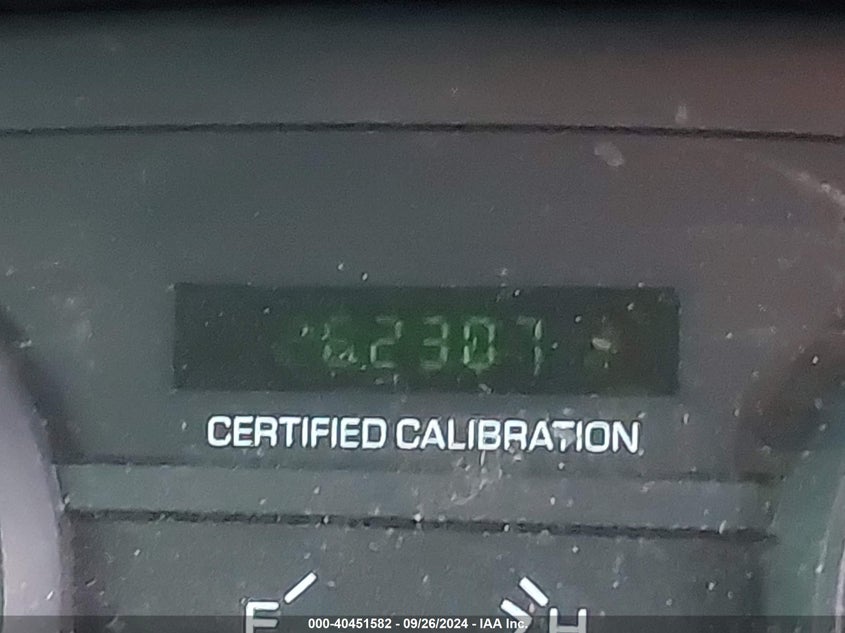 62307
CERTIFIED CALIBRATION
F H
000-40451582 - 09/26/2024 - IAA Inc.